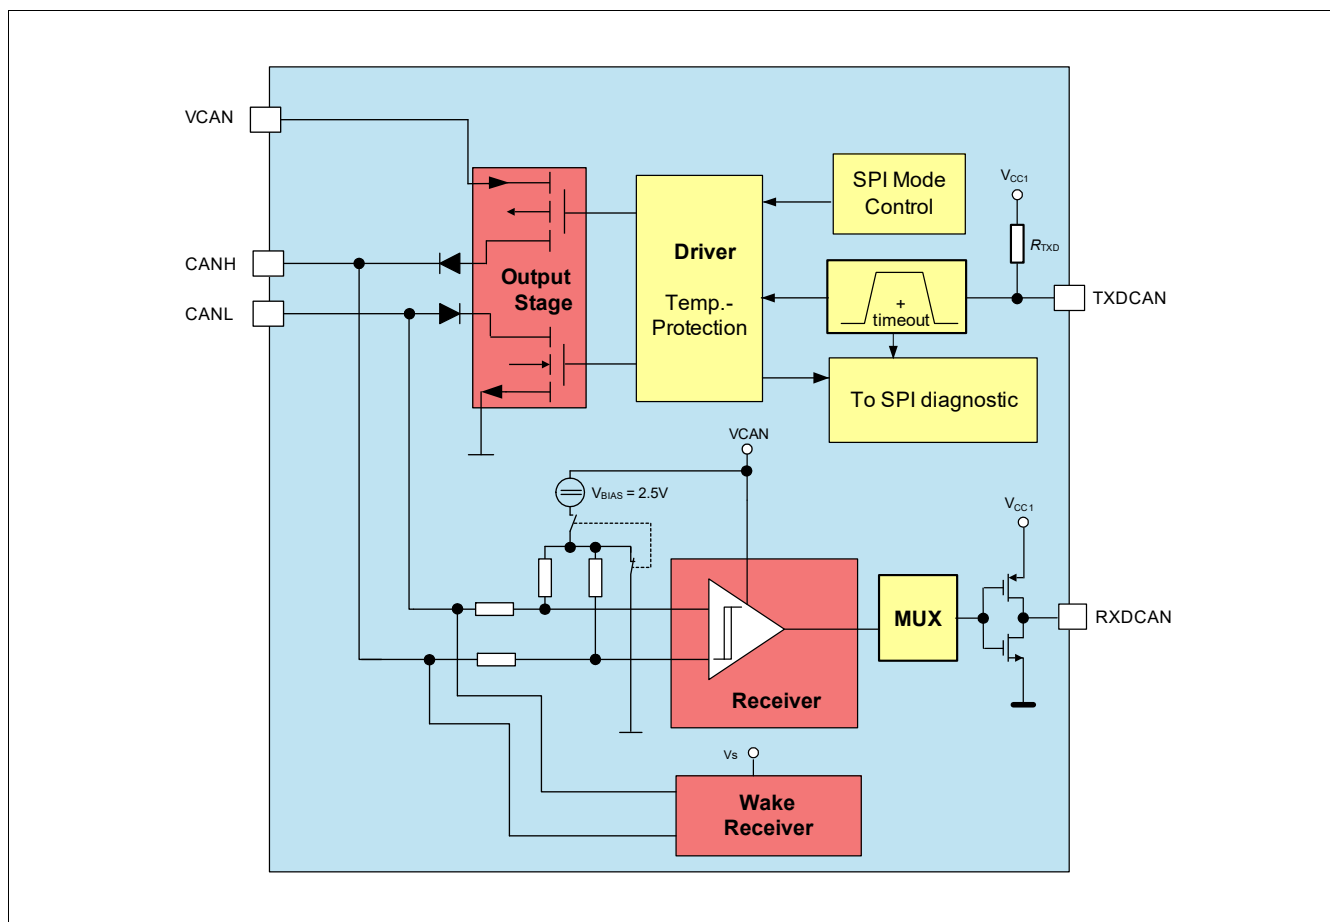 VCAN
SPI Mode
Control
VCC1
RTXD
CANH
Driver
Output
Stage
CANL
Temp.-
Protection
+
timeout
TXDCAN
To SPI diagnostic
VCAN
VBIAS = 2.5V
VCC1
MUX
RXDCAN
Receiver
Vs
Wake
Receiver